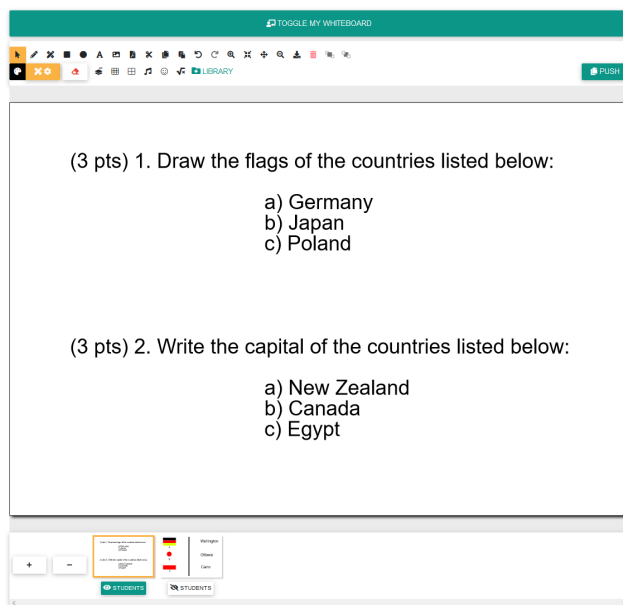 TOGGLE MY WHITEBOARD
LIBRARY
PUSH
(3 pts) 1. Draw the flags of the countries listed below:
a) Germany
b) Japan
c) Poland
(3 pts) 2. Write the capital of the countries listed below:
a) New Zealand
b) Canada
c) Egypt
Wellington
Ottawa
Cairo
STUDENTS
STUDENTS